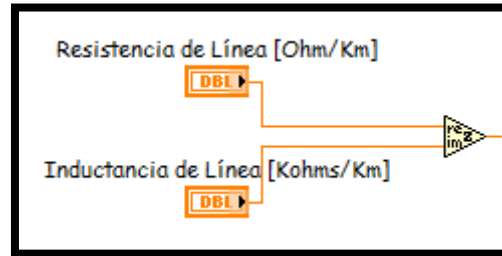 Resistencia de Línea [Ohm/Km]
DBL
re
im z
Inductancia de Línea [Kohms/Km]
DBL